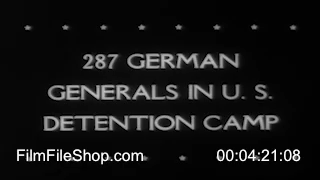 287 GERMAN
GENERALS IN U. S.
DETENTION CAMP
FilmFileShop.com 00:04:21:08